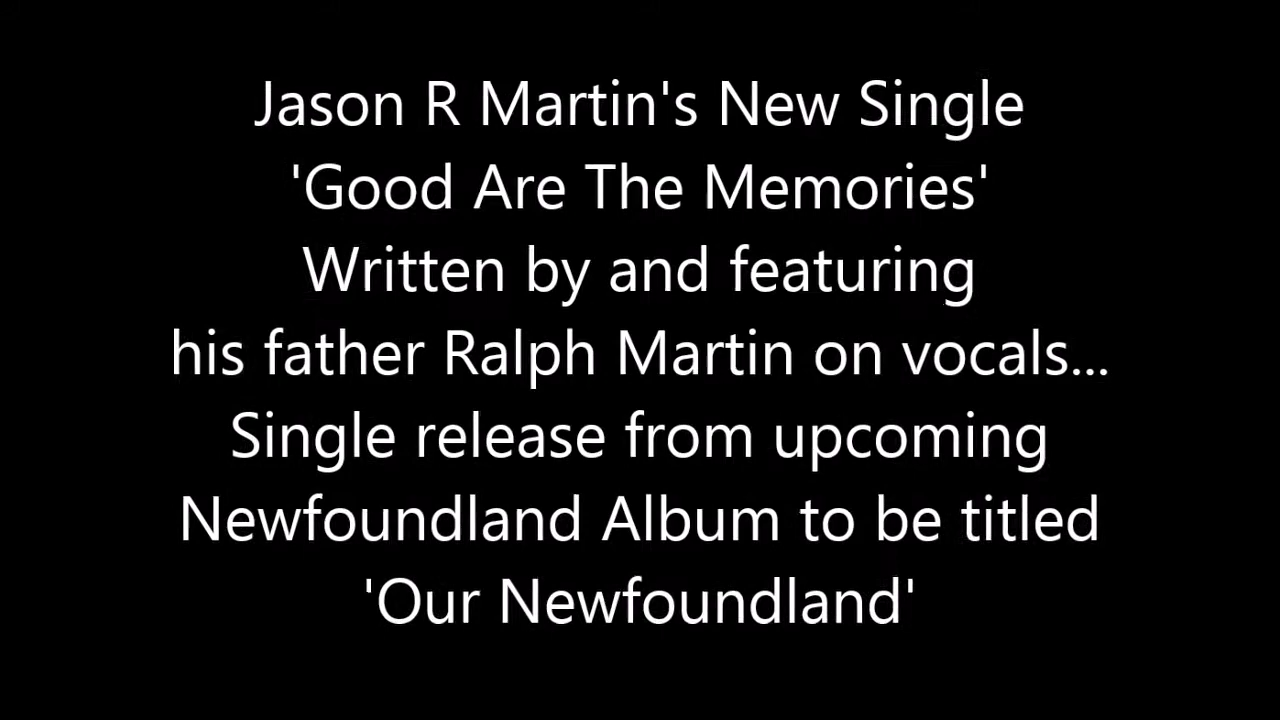 Jason R Martin's New Single
'Good Are The Memories'
Written by and featuring
his father Ralph Martin on vocals...
Single release from upcoming
Newfoundland Album to be titled
'Our Newfoundland'